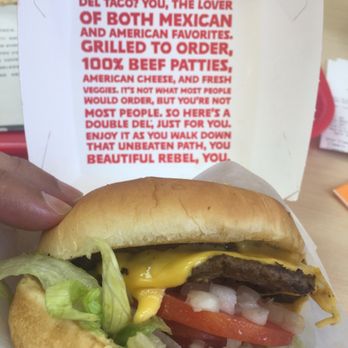 DEL TACO? YOU, THE LOVER
OF BOTH MEXICAN
AND AMERICAN FAVORITES.
GRILLED TO ORDER,
100% BEEF PATTIES,
AMERICAN CHEESE, AND FRESH
VEGGIES. IT'S NOT WHAT MOST PEOPLE
WOULD ORDER, BUT YOU'RE NOT
MOST PEOPLE. SO HERE'S A
DOUBLE DEL, JUST FOR YOU.
ENJOY IT AS YOU WALK DOWN
THAT UNBEATEN PATH, YOU
BEAUTIFUL REBEL, YOU.